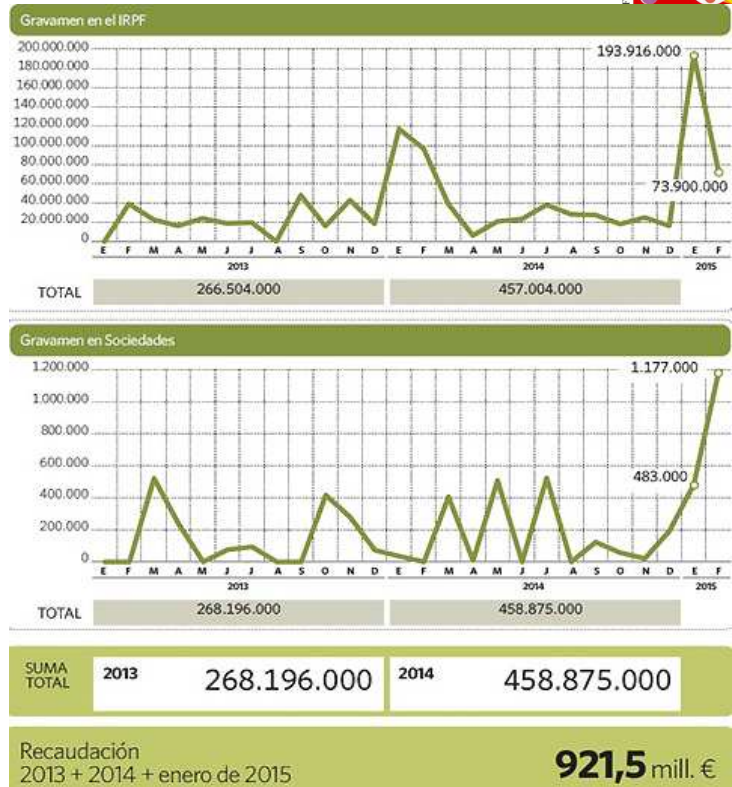 Gravamen en el IRPF
200.000.000
180.000.000
160.000.000
140.000.000
120.000.000
100.000.000
80.000.000
60.000.000
40.000.000
20.000.000
0
193.916.000
73.900.000
E F M A M J J A S O N D E F M A M J J A S O N D E F
2013 2014 2015
TOTAL 266.504.000 457.004.000
Gravamen en Sociedades
1.200.000
1.000.000
800.000
600.000
400.000
200.000
0
1.177.000
483.000
E F M A M J J A S O N D E F M A M J J A S O N D E F
2013 2014 2015
TOTAL 268.196.000 458.875.000
SUMA
TOTAL
2013 268.196.000 2014 458.875.000
Recaudación
2013 + 2014 + enero de 2015
921,5 mill. €